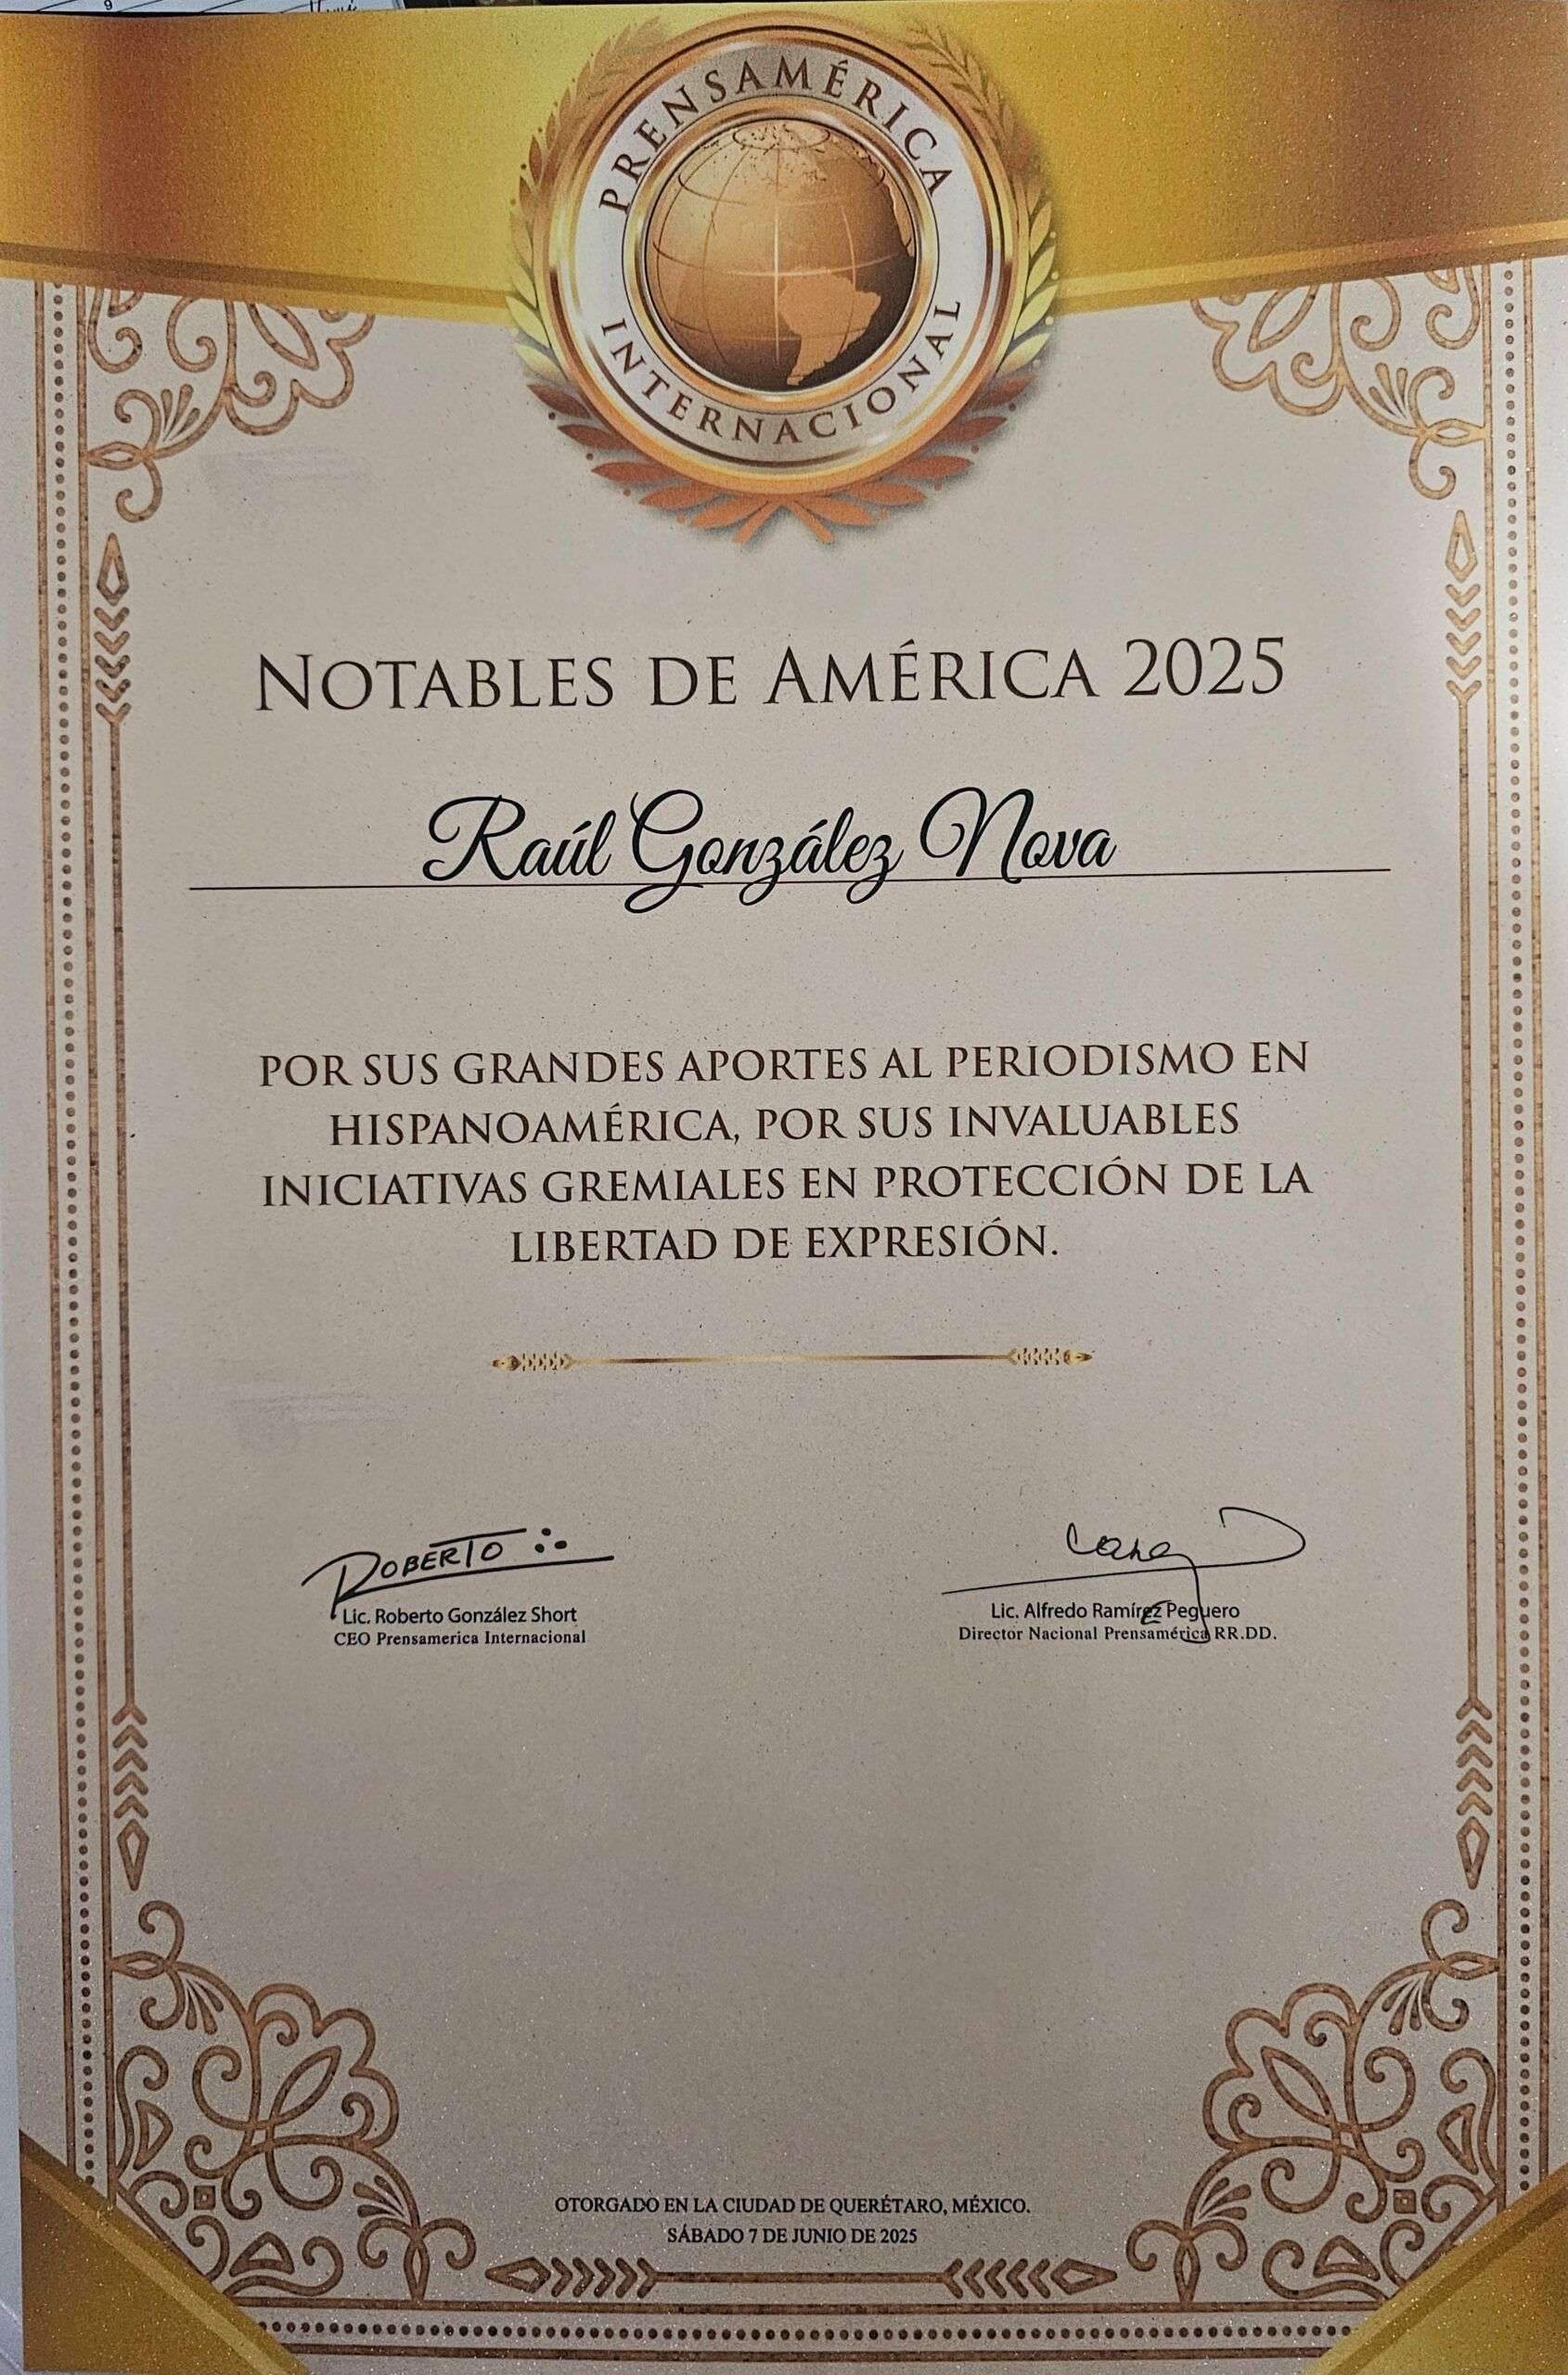 PRENSAMÉRICA
INTERNACIONAL
NOTABLES DE AMÉRICA 2025
Raúl González Nova
POR SUS GRANDES APORTES AL PERIODISMO EN
HISPANOAMÉRICA, POR SUS INVALUABLES
INICIATIVAS GREMIALES EN PROTECCIÓN DE LA
LIBERTAD DE EXPRESIÓN.
ROBERTO
Lic. Roberto González Short
CEO Prensamerica Internacional
Lic. Alfredo Ramírez Peguero
Director Nacional Prensamérica RR.DD.
OTORGADO EN LA CIUDAD DE QUERÉTARO, MÉXICO.
SÁBADO 7 DE JUNIO DE 2025